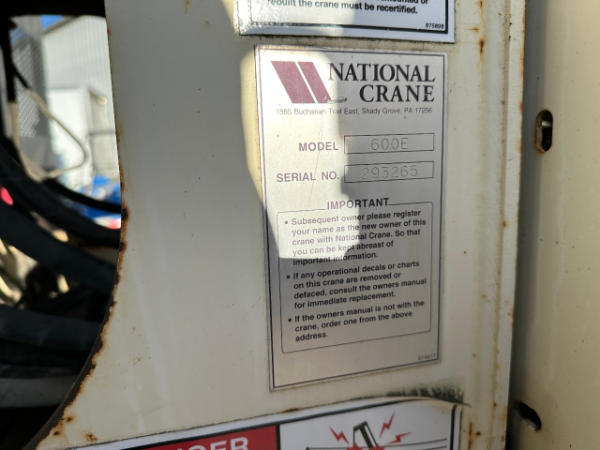 rebuilt the crane must be recertified.
875898
NATIONAL
CRANE
1565 Buchanan Trail East, Shady Grove, PA 17256
MODEL 600E
SERIAL NO. 293265
IMPORTANT
• Subsequent owner please register
your name as the new owner of this
crane with National Crane. So that
you can be kept abreast of
important information.
• If any operational decals or charts
on this crane are removed or
defaced, consult the owners manual
for immediate replacement.
• If the owners manual is not with the
crane, order one from the above
address.